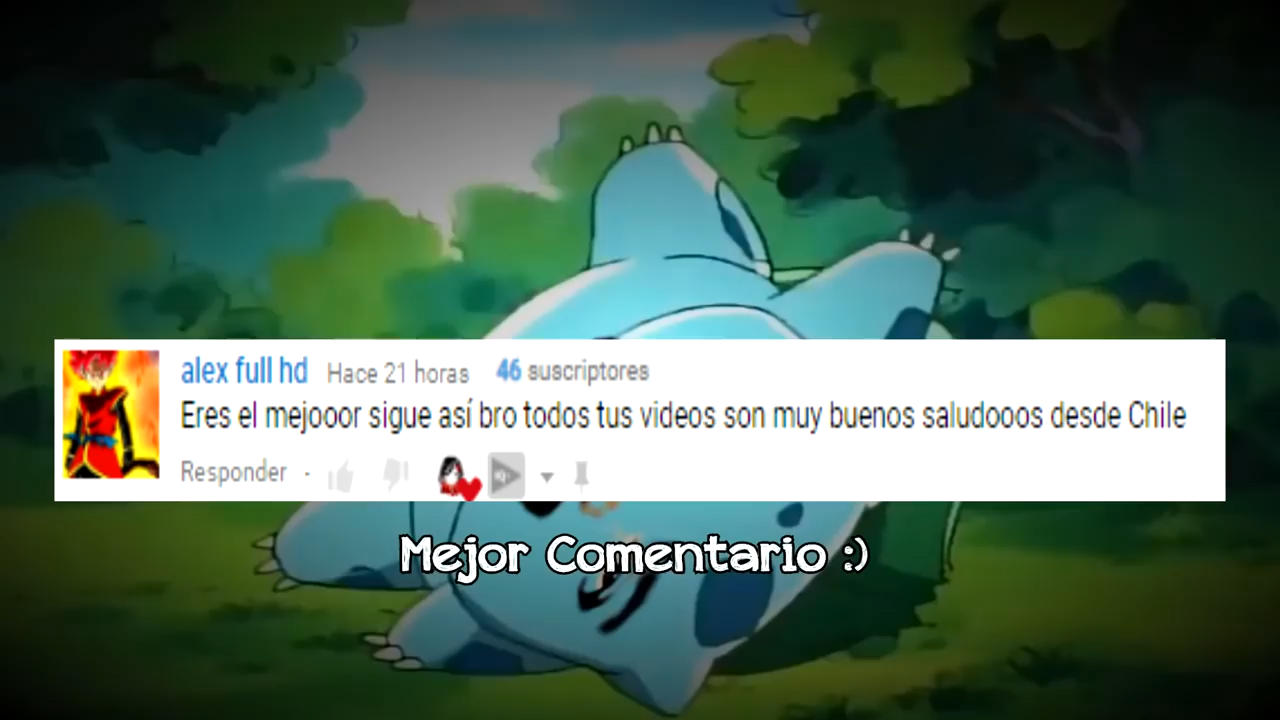 alex full hd Hace 21 horas 46 suscriptores
Eres el mejooor sigue así bro todos tus videos son muy buenos saludooos desde Chile
Responder ·
Mejor Comentario :)